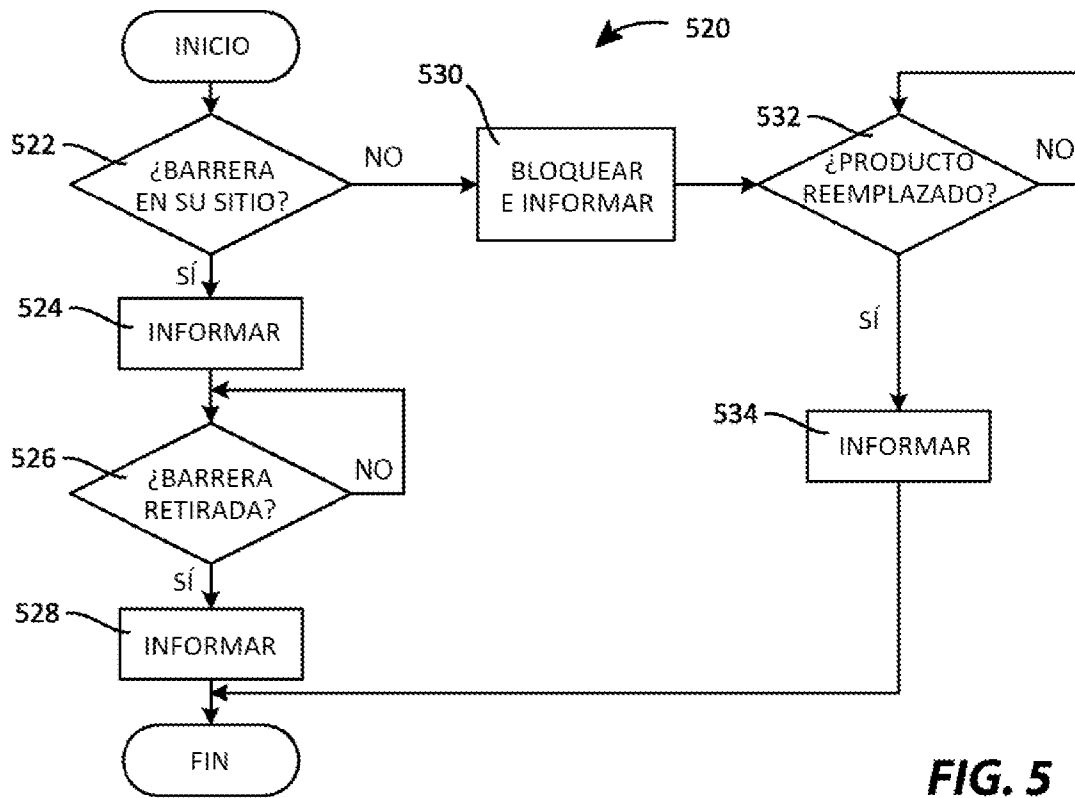 INICIO
520
530
522
532
¿BARRERA
EN SU SITIO?
NO
BLOQUEAR
E INFORMAR
¿PRODUCTO
REEMPLAZADO?
NO
SÍ
524
INFORMAR
SÍ
526
¿BARRERA
RETIRADA?
NO
534
INFORMAR
SÍ
528
INFORMAR
FIN
FIG. 5